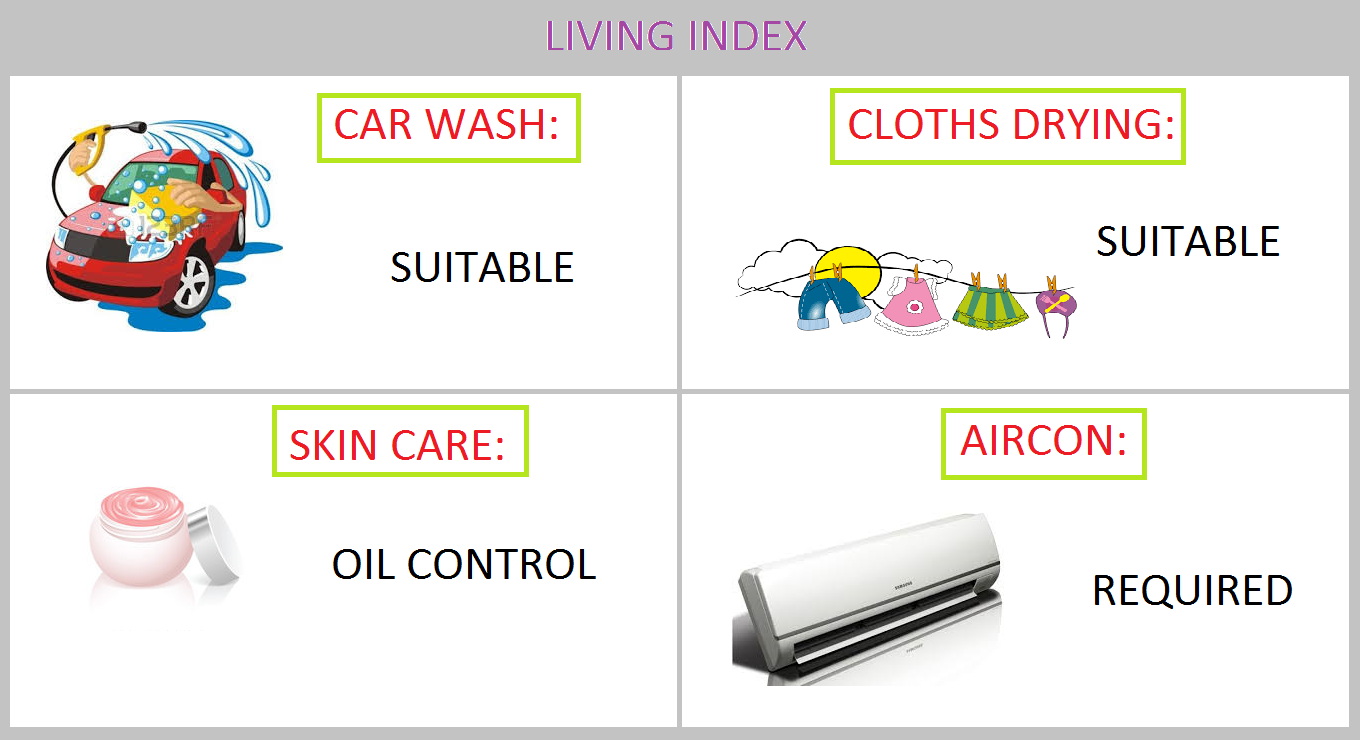 LIVING INDEX
CAR WASH:
SUITABLE
CLOTHS DRYING:
SUITABLE
SKIN CARE:
OIL CONTROL
AIRCON:
SAMSUNG
REQUIRED